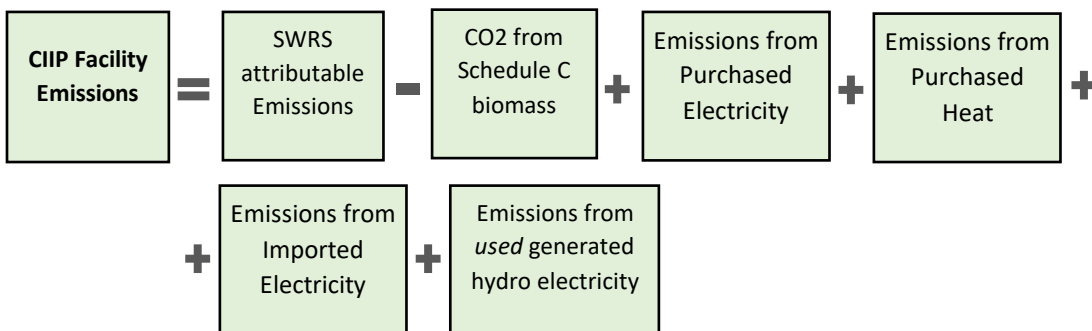 CIIP Facility
Emissions
=
SWRS
attributable
Emissions
-
CO2 from
Schedule C
biomass
+
Emissions from
Purchased
Electricity
+
Emissions from
Purchased
Heat
+
+
Emissions from
Imported
Electricity
+
Emissions from
used generated
hydro electricity